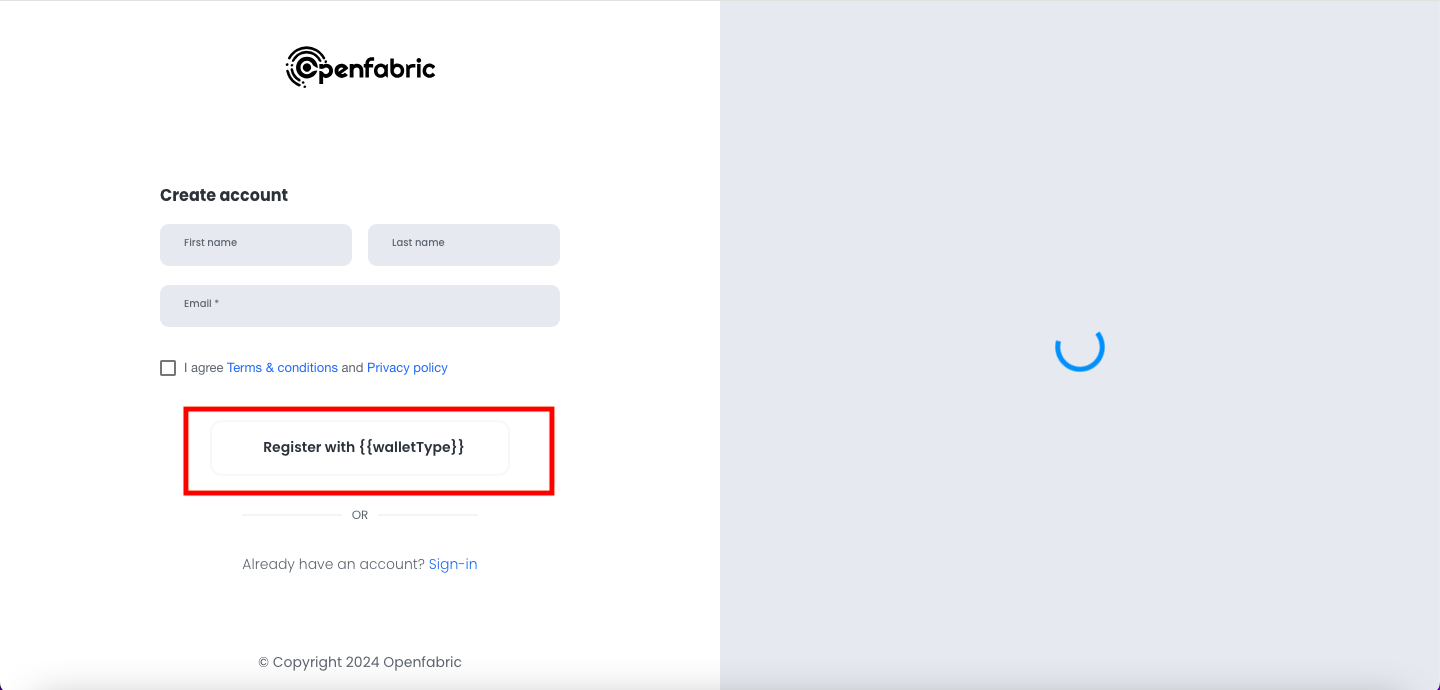 Openfabric
Create account
First name
Last name
Email *
I agree Terms & conditions and Privacy policy
Register with {{walletType}}
OR
Already have an account? Sign-in
© Copyright 2024 Openfabric